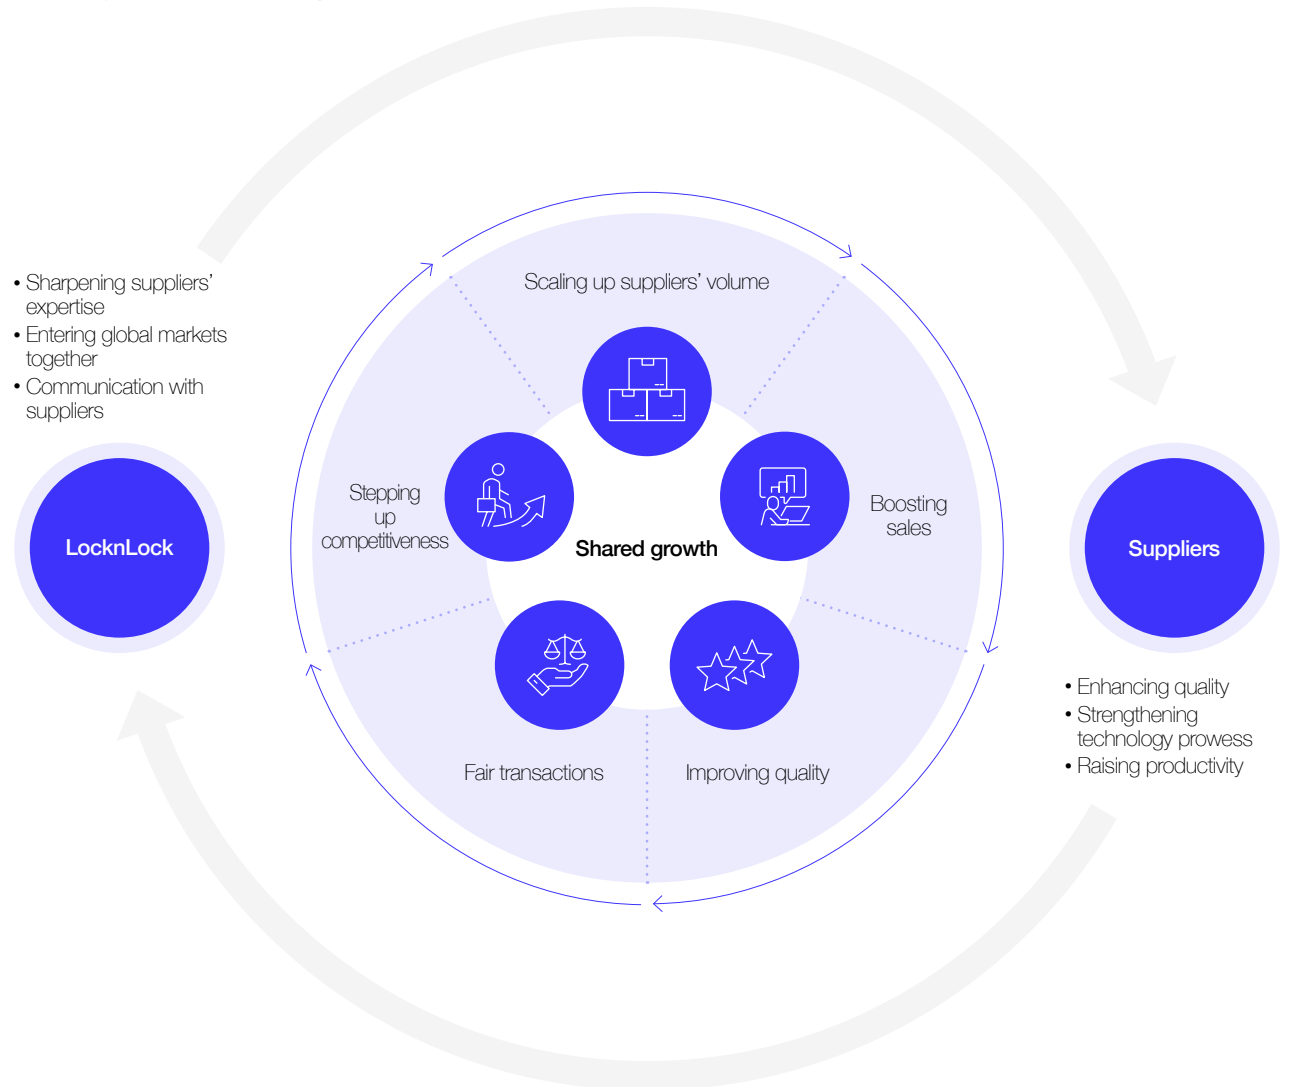 • Sharpening suppliers’
expertise
• Entering global markets
together
• Communication with
suppliers
LocknLock
Scaling up suppliers’ volume
Stepping
up
competitiveness
Shared growth
Boosting
sales
Fair transactions
Improving quality
Suppliers
• Enhancing quality
• Strengthening
technology prowess
• Raising productivity